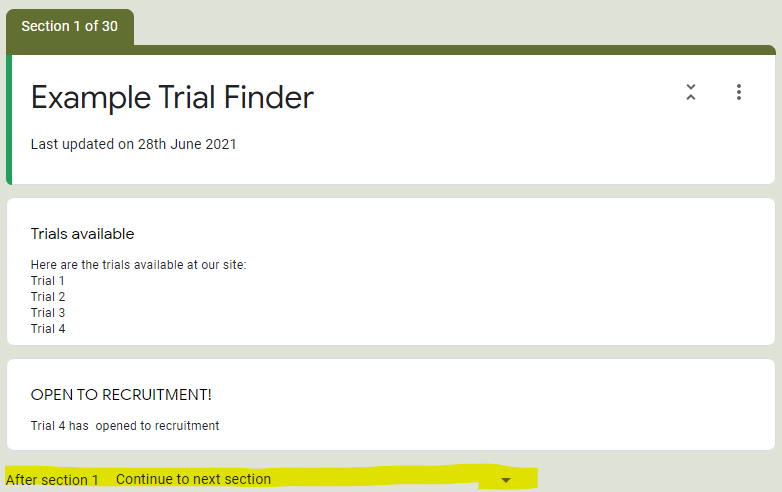 Section 1 of 30
Example Trial Finder
Last updated on 28th June 2021
Trials available
Here are the trials available at our site:
Trial 1
Trial 2
Trial 3
Trial 4
OPEN TO RECRUITMENT!
Trial 4 has  opened to recruitment
After section 1 Continue to next section